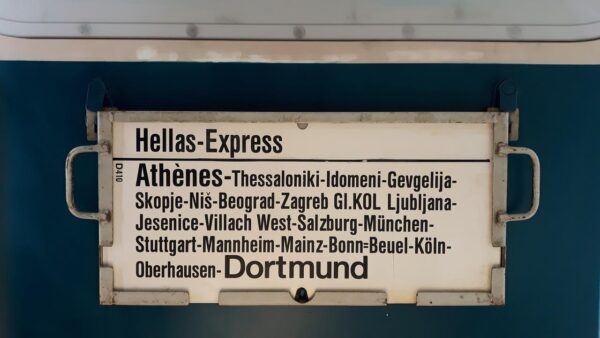 Hellas-Express
D410
Athènes-Thessaloniki-Idomeni-Gevgelija-
Skopje-Niš-Beograd-Zagreb Gl.KOL Ljubljana-
Jesenice-Villach West-Salzburg-München-
Stuttgart-Mannheim-Mainz-Bonn=Beuel-Köln-
Oberhausen-Dortmund